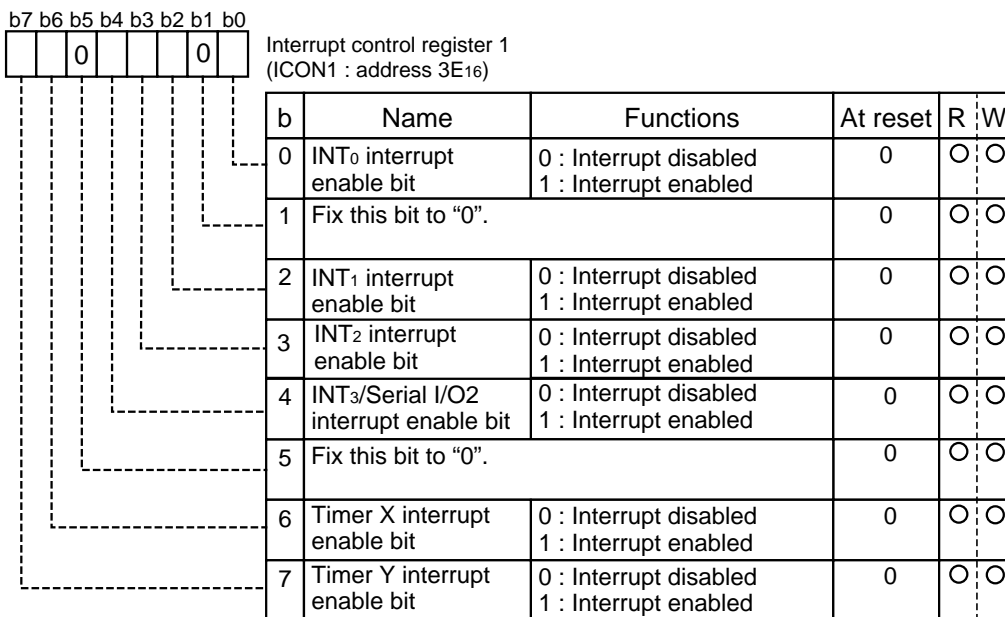 b7 b6 b5 b4 b3 b2 b1 b0
0 0
Interrupt control register 1
(ICON1 : address 3E16)
b Name Functions At reset R W
0 INT0 interrupt enable bit 0 : Interrupt disabled 0
1 : Interrupt enabled
1 Fix this bit to “0”. 0
2 INT1 interrupt enable bit 0 : Interrupt disabled 0
1 : Interrupt enabled
3 INT2 interrupt enable bit 0 : Interrupt disabled 0
1 : Interrupt enabled
4 INT3/Serial I/O2 interrupt enable bit 0 : Interrupt disabled 0
1 : Interrupt enabled
5 Fix this bit to “0”. 0
6 Timer X interrupt enable bit 0 : Interrupt disabled 0
1 : Interrupt enabled
7 Timer Y interrupt enable bit 0 : Interrupt disabled 0
1 : Interrupt enabled